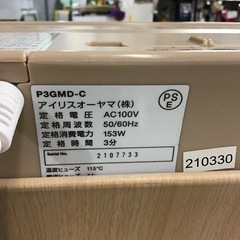 P3GMD-C
アイリスオーヤマ(株)
定格電圧 AC100V
定格周波数 50/60Hz
定格消費電力 153W
定格時間 3分
Serial No. 2107733
温度ヒューズ 115℃
PS
E
210330